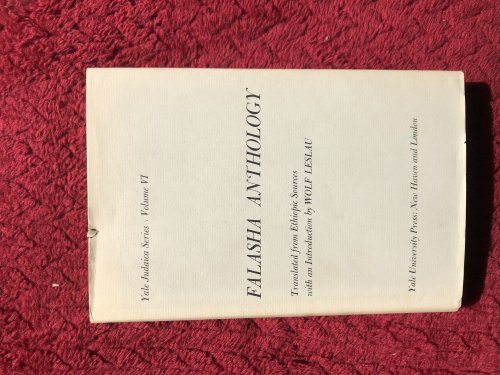 Yale Judaica Series · Volume VI
FALASHA ANTHOLOGY
Translated from Ethiopic Sources
with an Introduction by WOLF LESLAU
Yale University Press: New Haven and London